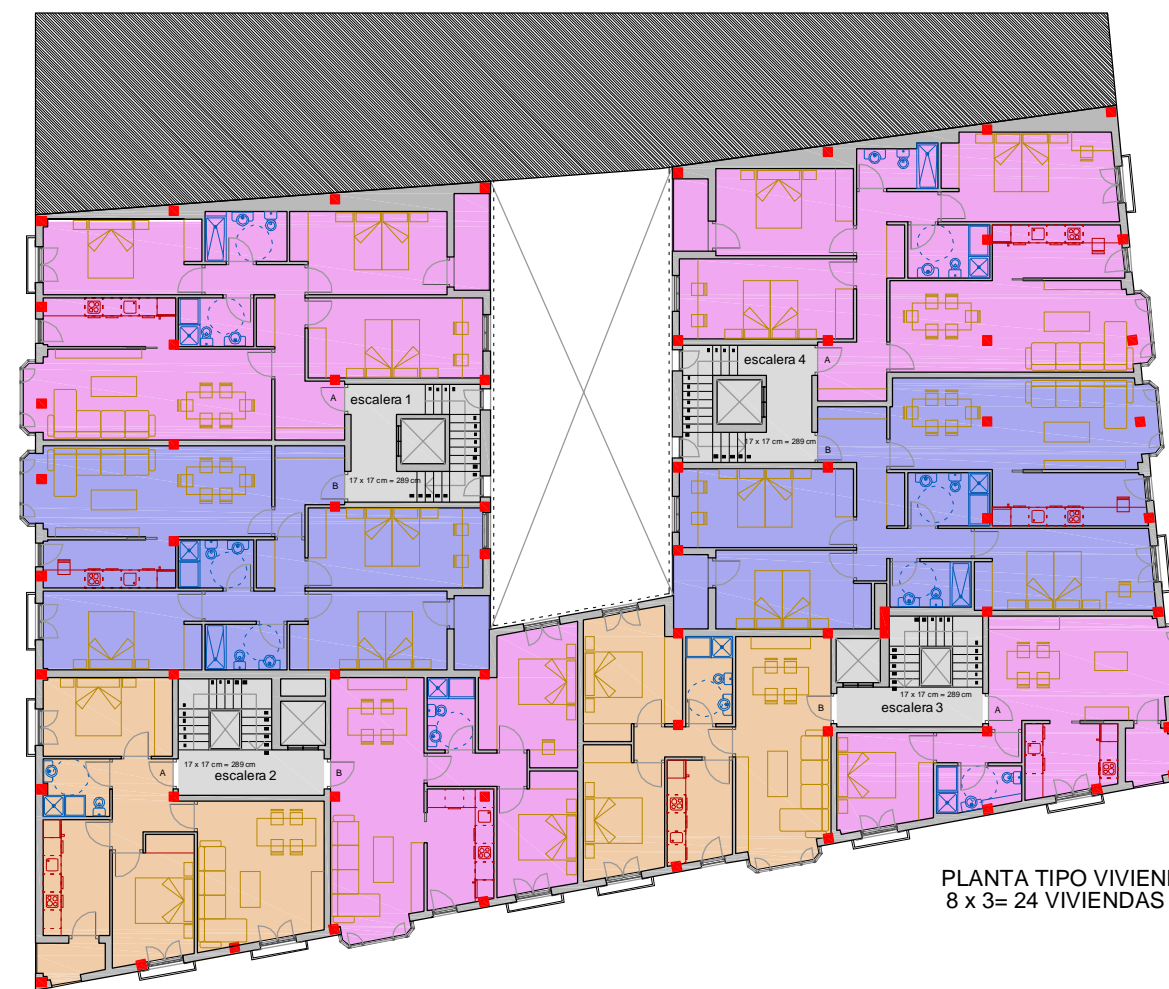 escalera 4
A
17 x 17 cm = 289 cm
B
A
escalera 1
B
17 x 17 cm = 289 cm
17 x 17 cm = 289 cm
B
escalera 3
A
17 x 17 cm = 289 cm
A
escalera 2
B
PLANTA TIPO VIVIEN
8 x 3= 24 VIVIENDAS